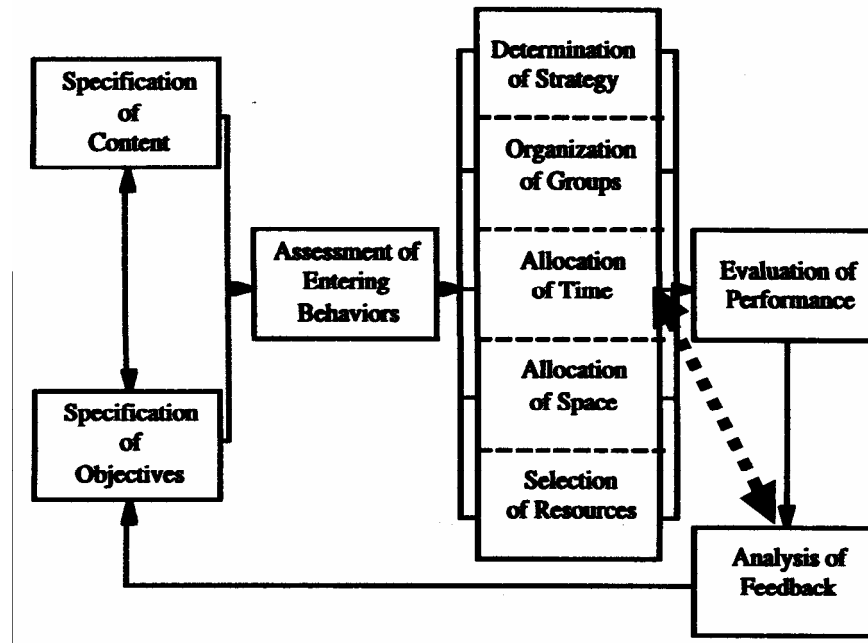 Specification
of
Content
Specification
of
Objectives
Assessment of
Entering
Behaviors
Determination
of Strategy
Organization
of Groups
Allocation
of Time
Allocation
of Space
Selection
of Resources
Evaluation of
Performance
Analysis of
Feedback